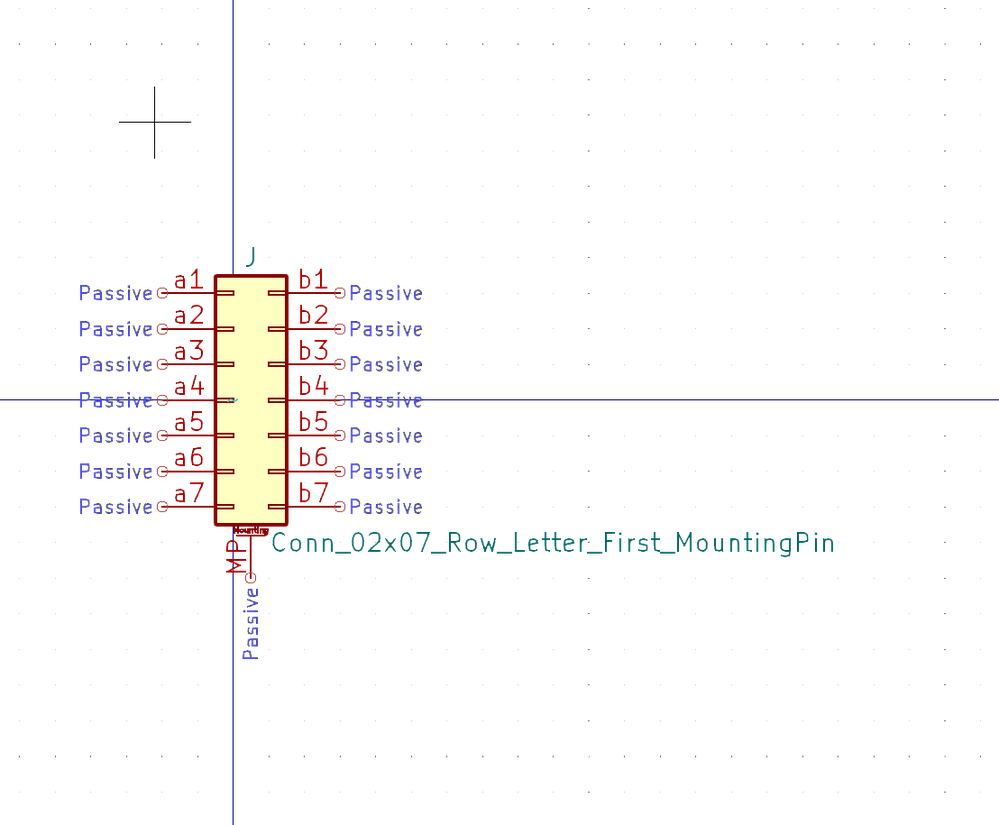 J
Passive a1 b1 Passive
Passive a2 b2 Passive
Passive a3 b3 Passive
Passive a4 b4 Passive
Passive a5 b5 Passive
Passive a6 b6 Passive
Passive a7 b7 Passive
Mounting
MP
Conn_02x07_Row_Letter_First_MountingPin
Passive